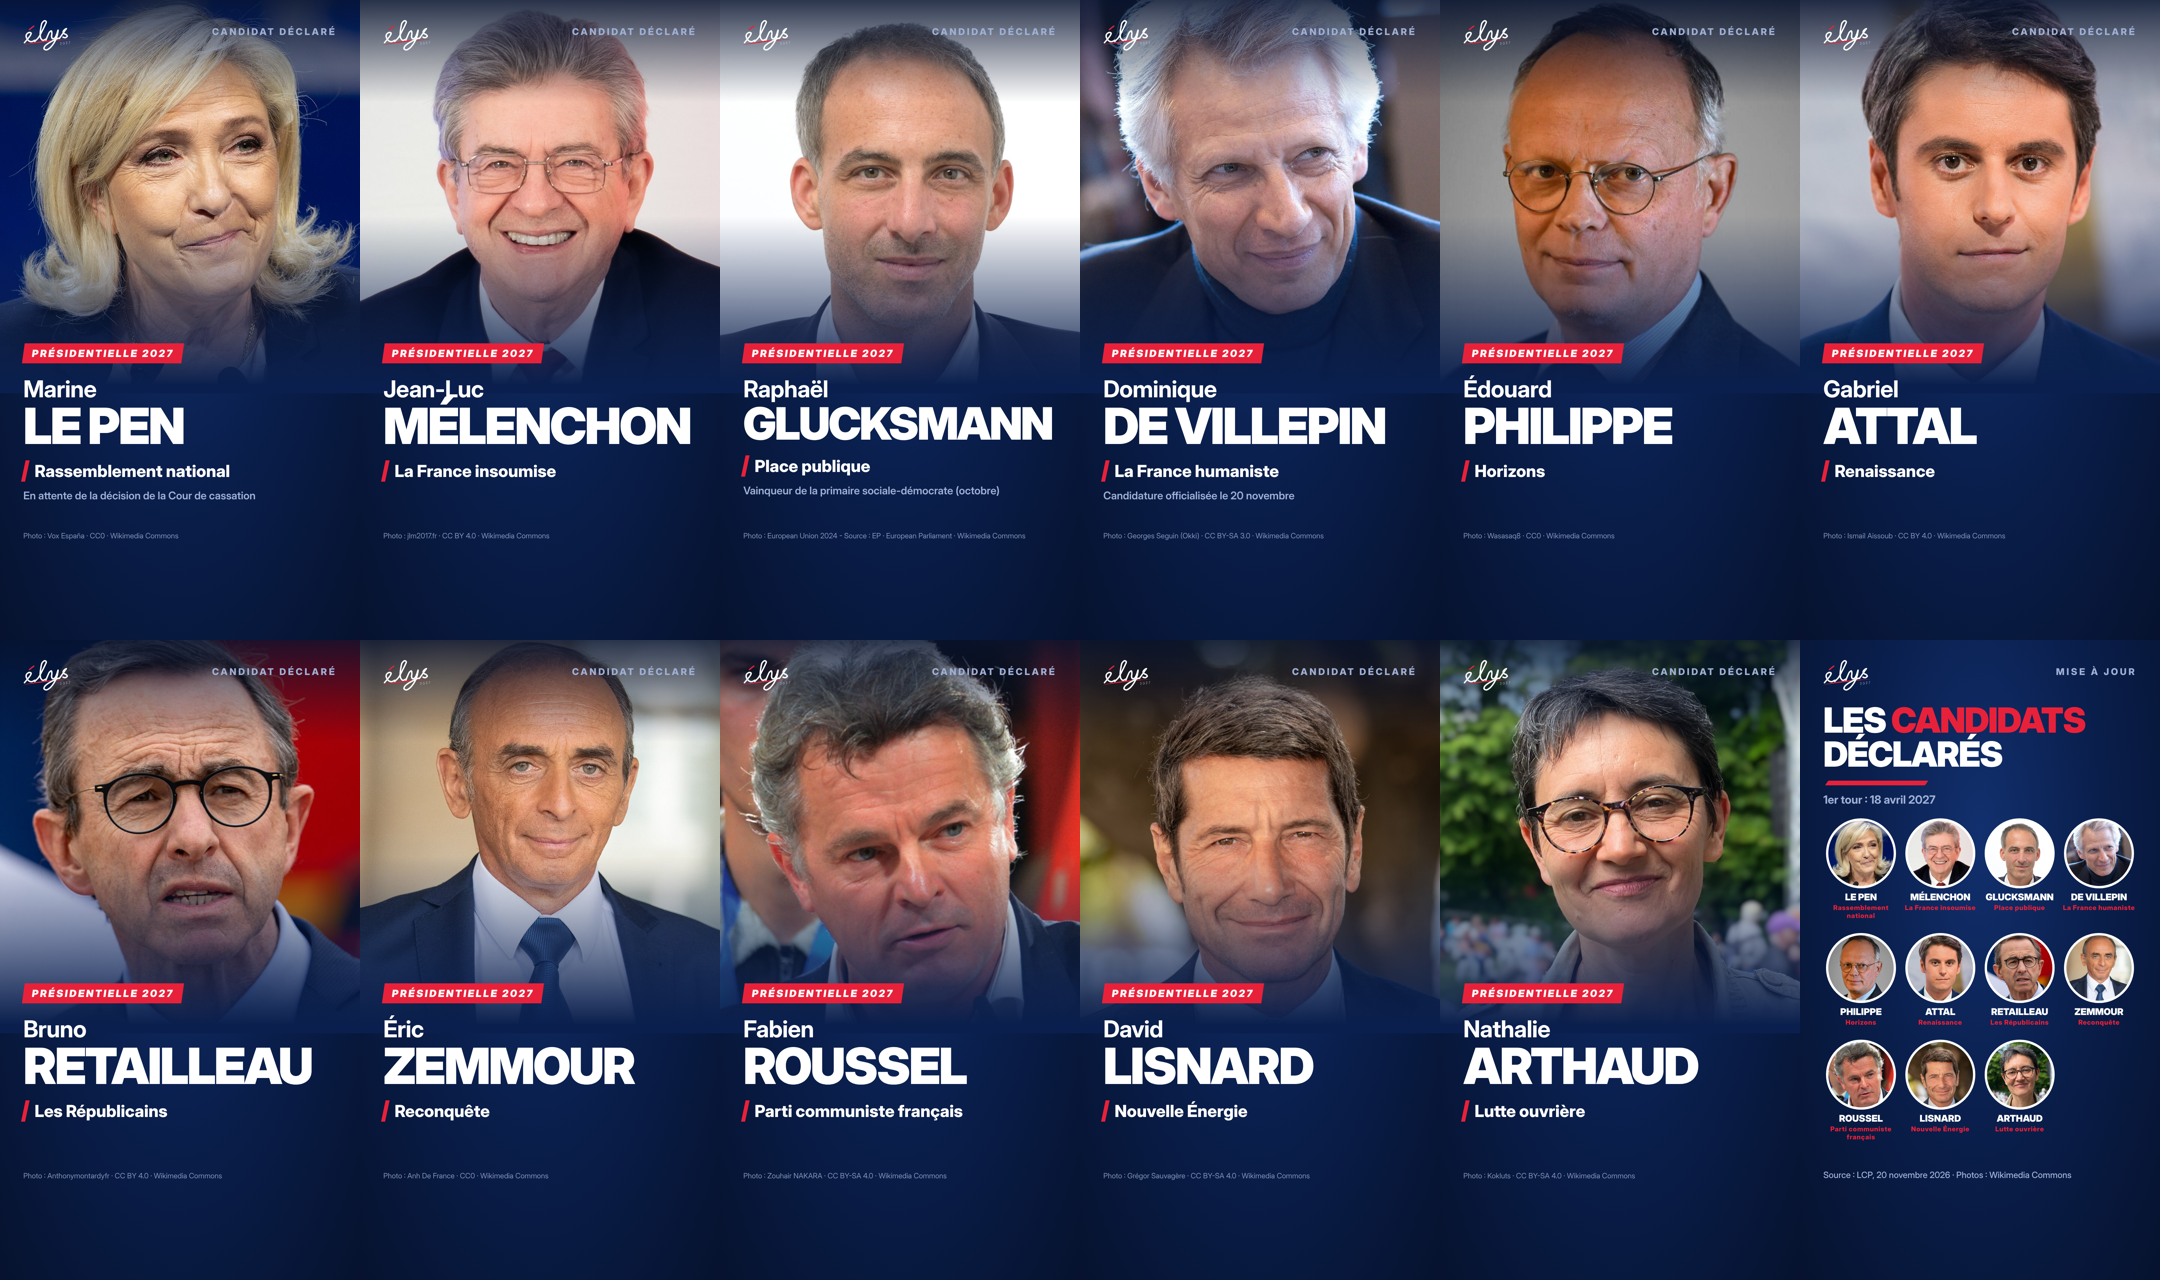 élys
CANDIDAT DÉCLARÉ
PRÉSIDENTIELLE 2027
Marine
LE PEN
Rassemblement national
En attente de la décision de la Cour de cassation
Photo : Vox España · CC0 · Wikimedia Commons
élys
CANDIDAT DÉCLARÉ
PRÉSIDENTIELLE 2027
Jean-Luc
MÉLENCHON
La France insoumise
Photo : jlm2017.fr · CC BY 4.0 · Wikimedia Commons
élys
CANDIDAT DÉCLARÉ
PRÉSIDENTIELLE 2027
Raphaël
GLUCKSMANN
Place publique
Vainqueur de la primaire sociale-démocrate (octobre)
Photo : European Union 2024 - Source : EP · European Parliament · Wikimedia Commons
élys
CANDIDAT DÉCLARÉ
PRÉSIDENTIELLE 2027
Dominique
DE VILLEPIN
La France humaniste
Candidature officialisée le 20 novembre
Photo : Georges Seguin (Okki) · CC BY-SA 3.0 · Wikimedia Commons
élys
CANDIDAT DÉCLARÉ
PRÉSIDENTIELLE 2027
Édouard
PHILIPPE
Horizons
Photo : Wasasaq8 · CC0 · Wikimedia Commons
élys
CANDIDAT DÉCLARÉ
PRÉSIDENTIELLE 2027
Gabriel
ATTAL
Renaissance
Photo : Ismail Aissoub · CC BY 4.0 · Wikimedia Commons
élys
CANDIDAT DÉCLARÉ
PRÉSIDENTIELLE 2027
Bruno
RETAILLEAU
Les Républicains
Photo : Anthonymontardyfr · CC BY 4.0 · Wikimedia Commons
élys
CANDIDAT DÉCLARÉ
PRÉSIDENTIELLE 2027
Éric
ZEMMOUR
Reconquête
Photo : Anh De France · CC0 · Wikimedia Commons
élys
CANDIDAT DÉCLARÉ
PRÉSIDENTIELLE 2027
Fabien
ROUSSEL
Parti communiste français
Photo : Zouhair NAKARA · CC BY-SA 4.0 · Wikimedia Commons
élys
CANDIDAT DÉCLARÉ
PRÉSIDENTIELLE 2027
David
LISNARD
Nouvelle Énergie
Photo : Grégor Sauvagère · CC BY-SA 4.0 · Wikimedia Commons
élys
CANDIDAT DÉCLARÉ
PRÉSIDENTIELLE 2027
Nathalie
ARTHAUD
Lutte ouvrière
Photo : Kokluts · CC BY-SA 4.0 · Wikimedia Commons
élys
MISE À JOUR
LES CANDIDATS
DÉCLARÉS
1er tour : 18 avril 2027
LE PEN
Rassemblement
national
MÉLENCHON
La France insoumise
GLUCKSMANN
Place publique
DE VILLEPIN
La France humaniste
PHILIPPE
Horizons
ATTAL
Renaissance
RETAILLEAU
Les Républicains
ZEMMOUR
Reconquête
ROUSSEL
Parti communiste
français
LISNARD
Nouvelle Énergie
ARTHAUD
Lutte ouvrière
Source : LCP, 20 novembre 2026 · Photos : Wikimedia Commons